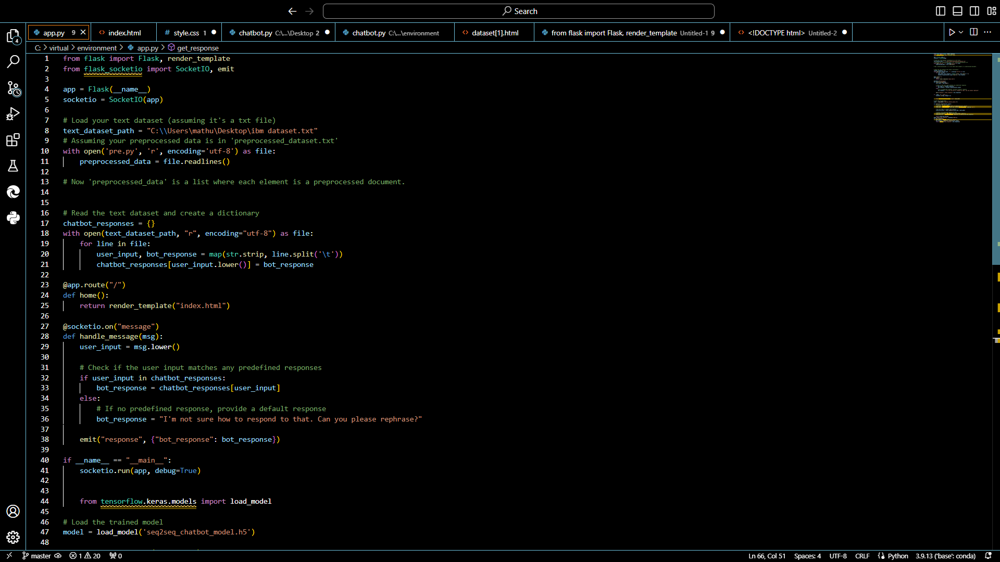 Search
app.py 9
index.html
style.css 1
chatbot.py C:\...\Desktop 2
chatbot.py C:\...\environment
dataset[1].html
from flask import Flask, render_template Untitled-1 9
<!DOCTYPE html> Untitled-2
C: > virtual > environment > app.py > get_response
4
1 from flask import Flask, render_template
2 from flask_socketio import SocketIO, emit
3
4 app = Flask(__name__)
5 socketio = SocketIO(app)
6
7 # Load your text dataset (assuming it's a txt file)
8 text_dataset_path = "C:\\Users\mathu\Desktop\ibm dataset.txt"
9 # Assuming your preprocessed data is in 'preprocessed_dataset.txt'
10 with open('pre.py', 'r', encoding='utf-8') as file:
11     preprocessed_data = file.readlines()
12
13 # Now 'preprocessed_data' is a list where each element is a preprocessed document.
14
15
16 # Read the text dataset and create a dictionary
17 chatbot_responses = {}
18 with open(text_dataset_path, "r", encoding="utf-8") as file:
19     for line in file:
20         user_input, bot_response = map(str.strip, line.split('\t'))
21         chatbot_responses[user_input.lower()] = bot_response
22
23 @app.route("/")
24 def home():
25     return render_template("index.html")
26
27 @socketio.on("message")
28 def handle_message(msg):
29     user_input = msg.lower()
30
31     # Check if the user input matches any predefined responses
32     if user_input in chatbot_responses:
33         bot_response = chatbot_responses[user_input]
34     else:
35         # If no predefined response, provide a default response
36         bot_response = "I'm not sure how to respond to that. Can you please rephrase?"
37
38     emit("response", {"bot_response": bot_response})
39
40 if __name__ == "__main__":
41     socketio.run(app, debug=True)
42
43
44     from tensorflow.keras.models import load_model
45
46 # Load the trained model
47 model = load_model('seq2seq_chatbot_model.h5')
48
master 1 20 0
Ln 66, Col 51 Spaces: 4 UTF-8 CRLF Python 3.9.13 ('base': conda)